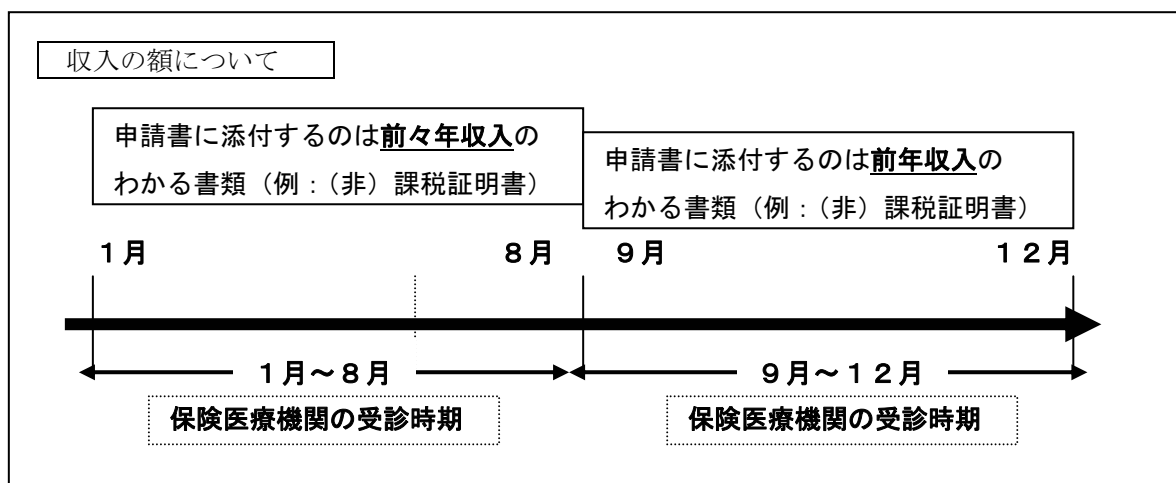 収入の額について
申請書に添付するのは前々年収入の
わかる書類（例：（非）課税証明書）
申請書に添付するのは前年収入の
わかる書類（例：（非）課税証明書）
１月
８月
９月
１２月
１月～８月
９月～１２月
保険医療機関の受診時期
保険医療機関の受診時期